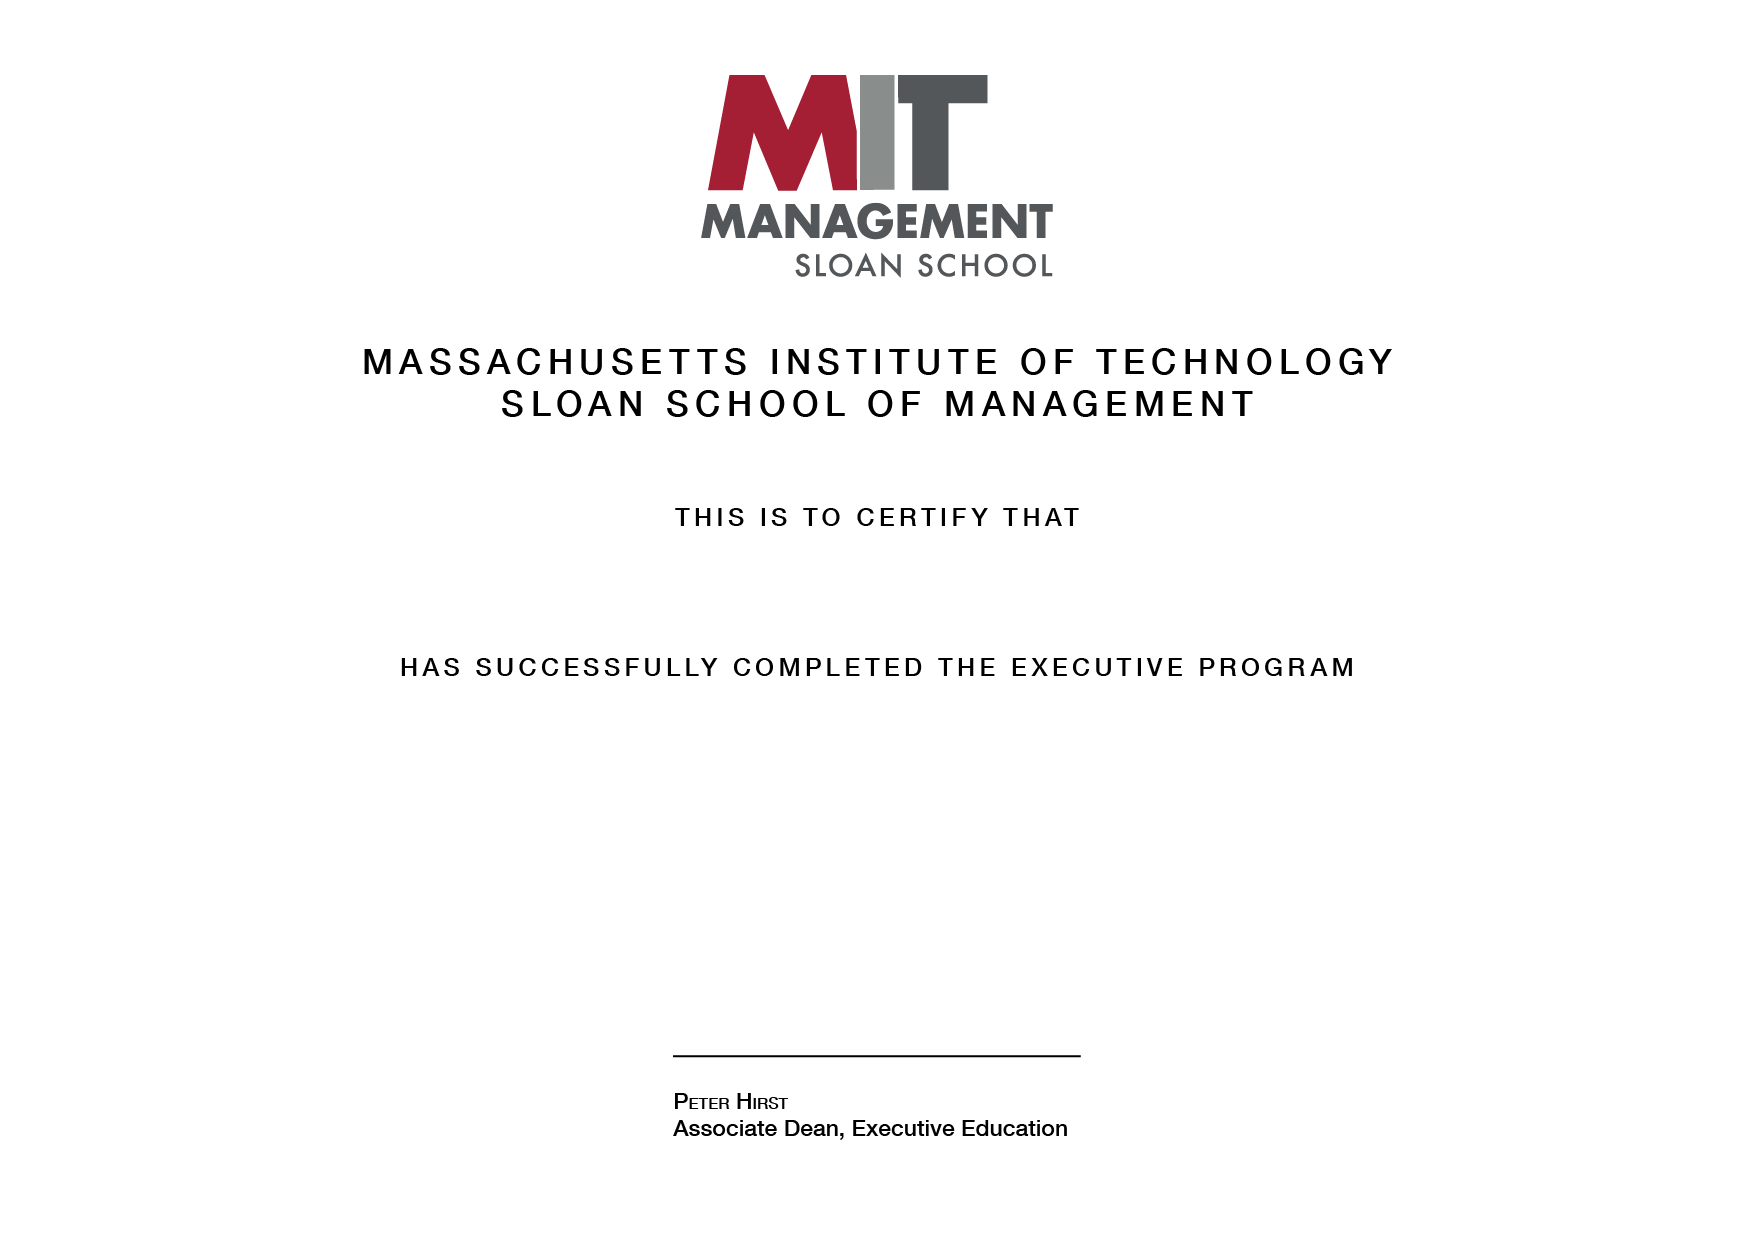 MIT
MANAGEMENT
SLOAN SCHOOL
MASSACHUSETTS INSTITUTE OF TECHNOLOGY
SLOAN SCHOOL OF MANAGEMENT
THIS IS TO CERTIFY THAT
HAS SUCCESSFULLY COMPLETED THE EXECUTIVE PROGRAM
Peter Hirst
Associate Dean, Executive Education